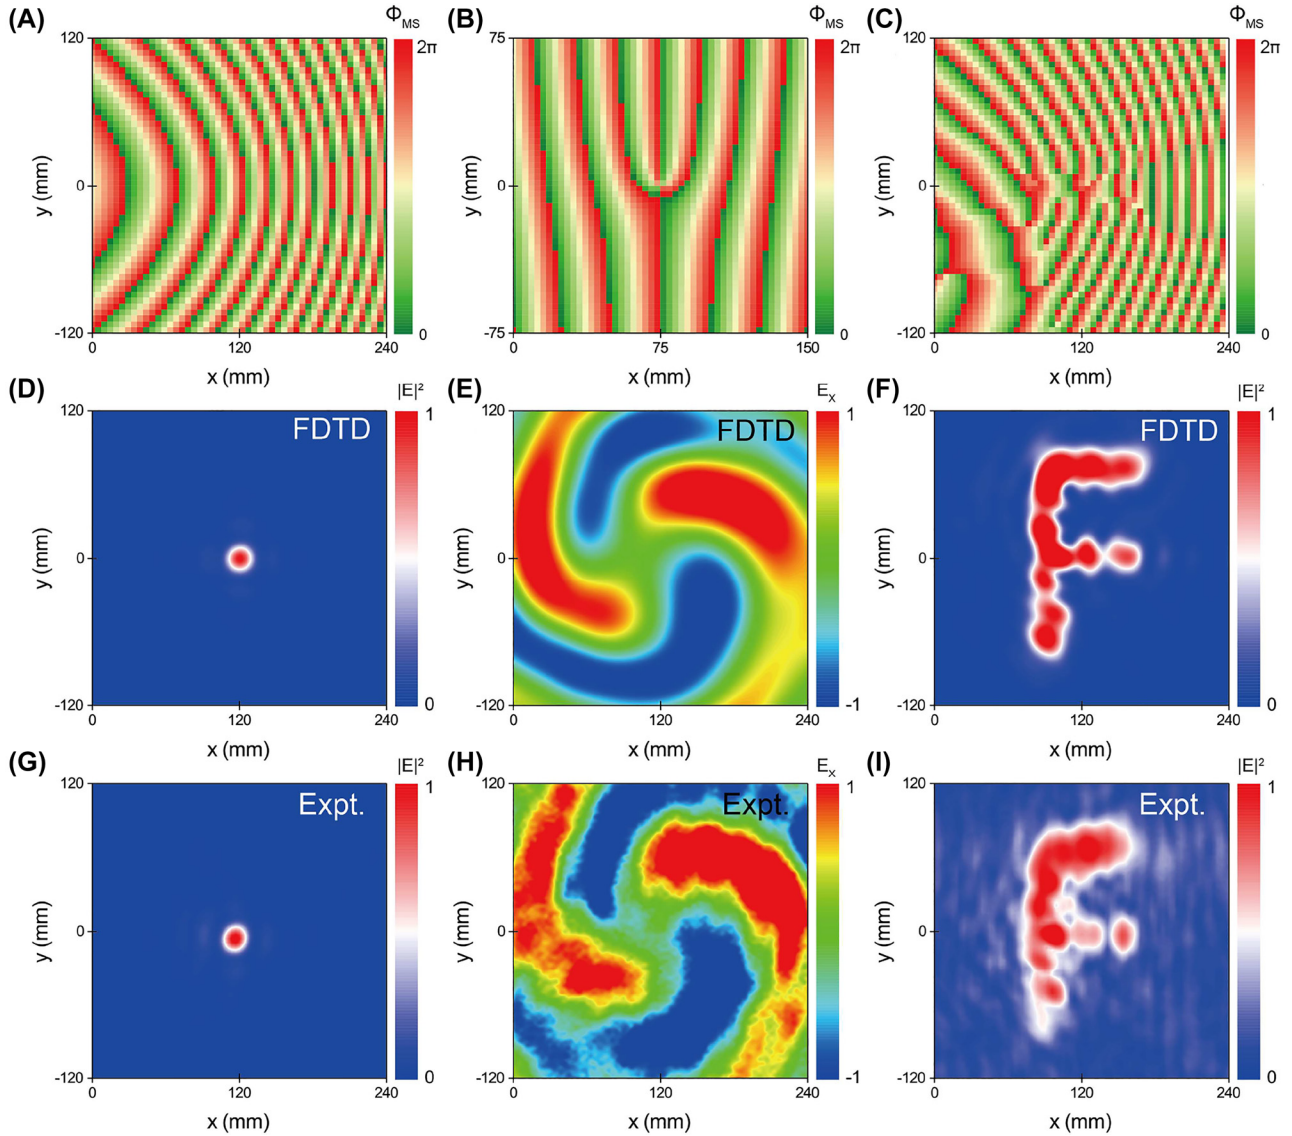 (A)
ΦMS
120
2π
y (mm)
0
-120
0
0
120
240
x (mm)
(B)
ΦMS
75
2π
y (mm)
0
-75
0
0
75
150
x (mm)
(C)
ΦMS
120
2π
y (mm)
0
-120
0
0
120
240
x (mm)
(D)
|E|²
120
FDTD
1
y (mm)
0
-120
0
0
120
240
x (mm)
(E)
Ex
120
FDTD
1
y (mm)
0
-120
-1
0
120
240
x (mm)
(F)
|E|²
120
FDTD
1
y (mm)
0
-120
0
0
120
240
x (mm)
(G)
|E|²
120
Expt.
1
y (mm)
0
-120
0
0
120
240
x (mm)
(H)
Ex
120
Expt.
1
y (mm)
0
-120
-1
0
120
240
x (mm)
(I)
|E|²
120
Expt.
1
y (mm)
0
-120
0
0
120
240
x (mm)